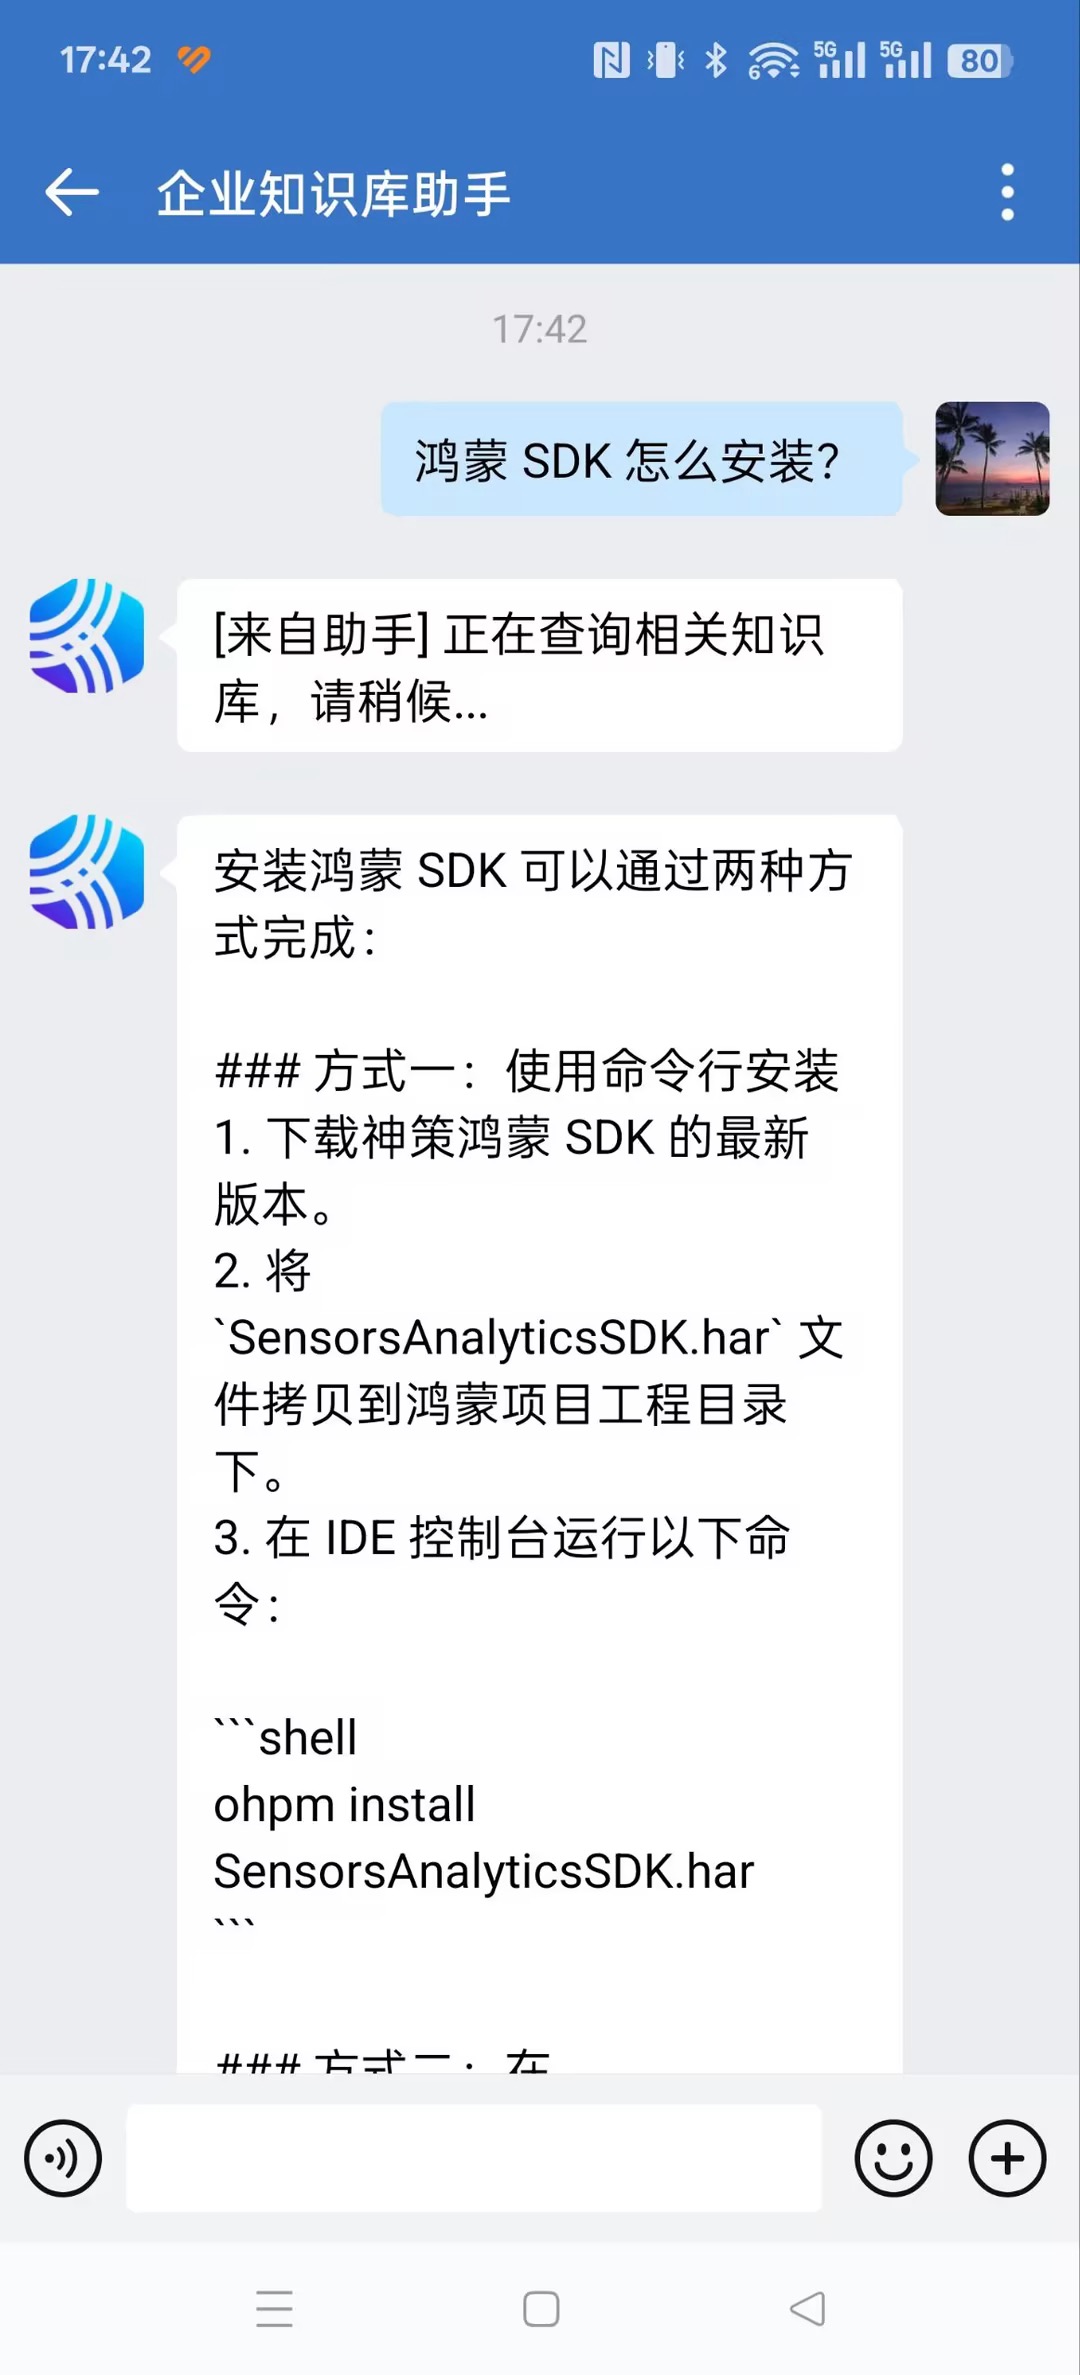 17:42
6
5G
5G
80
企业知识库助手
17:42
鸿蒙 SDK 怎么安装?
[来自助手] 正在查询相关知识
库，请稍候...
安装鸿蒙 SDK 可以通过两种方
式完成：
### 方式一：使用命令行安装
1. 下载神策鸿蒙 SDK 的最新
版本。
2. 将
`SensorsAnalyticsSDK.har` 文
件拷贝到鸿蒙项目工程目录
下。
3. 在 IDE 控制台运行以下命
令：
```shell
ohpm install
SensorsAnalyticsSDK.har
```
### 方式二：在